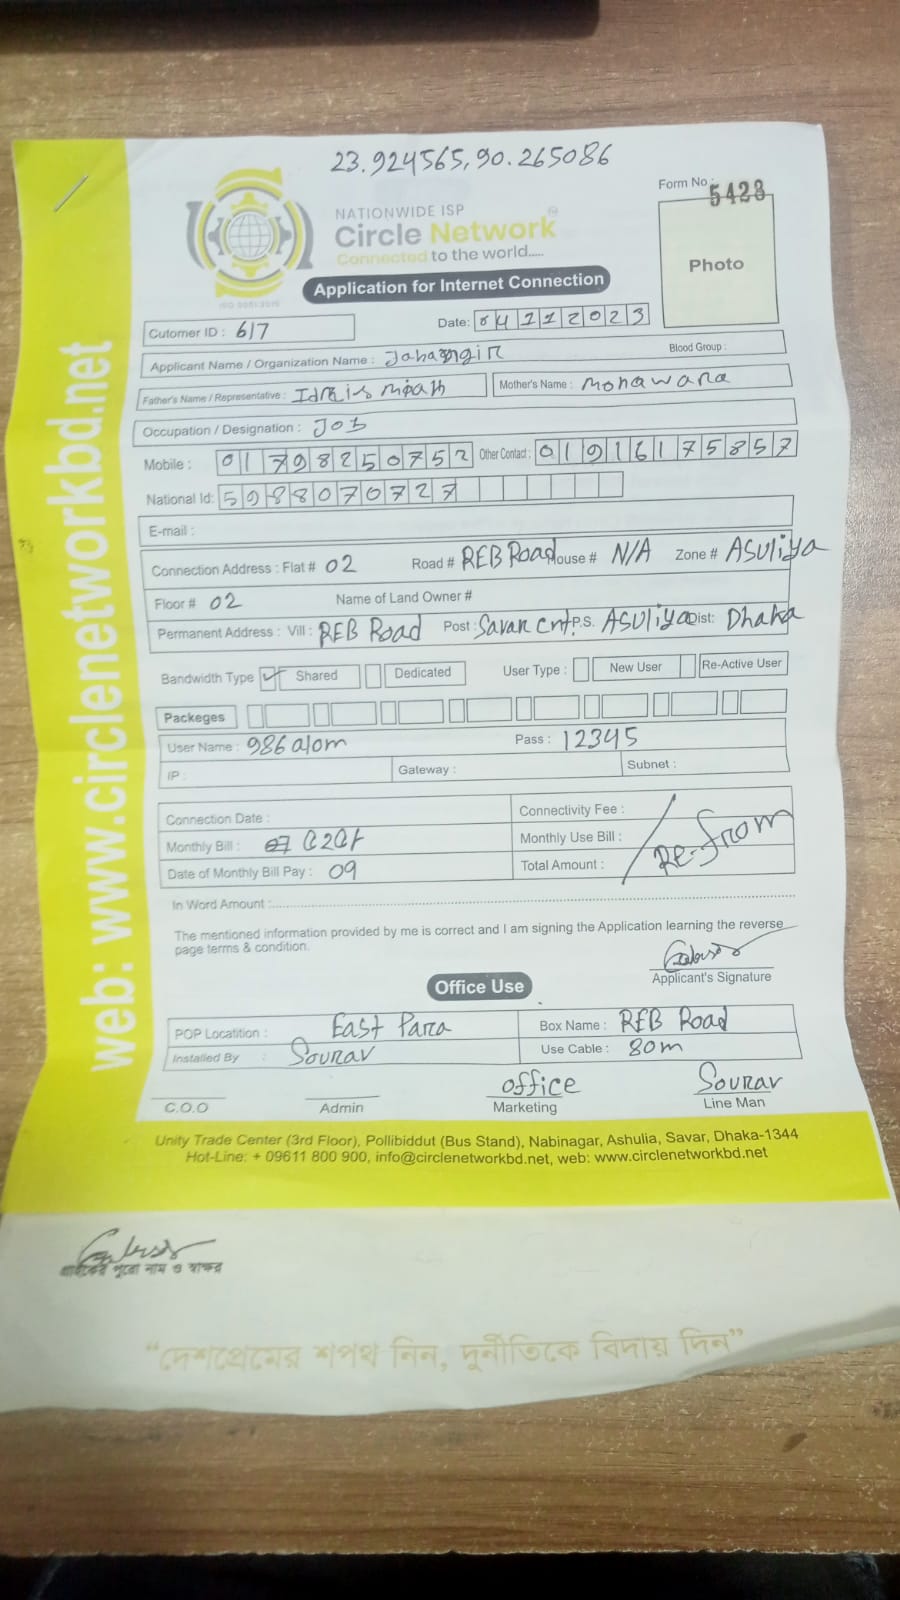 23.924565, 90.265086
Form No : 5428
NATIONWIDE ISP
Circle Network
Connected to the world.....
ISO 9001:2015
Photo
Application for Internet Connection
Cutomer ID : 617
Date: 04112023
Applicant Name / Organization Name : Jahangir Blood Group :
Father's Name / Representative : Idris miah Mother's Name : monawara
Occupation / Designation : JOB
Mobile : 01798250752 Other Contact : 01916175857
National Id: 5988070727
E-mail :
Connection Address : Flat # 02 Road # REB Road House # N/A Zone # Asuliya
Floor # 02 Name of Land Owner #
Permanent Address : Vill : REB Road Post : Savar Cnt. P.S. Asuliya Dist: Dhaka
Bandwidth Type ✓ Shared Dedicated User Type : New User Re-Active User
Packeges
User Name : 986alom Pass : 12345
IP : Gateway : Subnet :
Connection Date : Connectivity Fee :
Monthly Bill : C2Cr Monthly Use Bill :
Date of Monthly Bill Pay : 09 Total Amount : Re-from
In Word Amount :
The mentioned information provided by me is correct and I am signing the Application learning the reverse
page terms & condition.
Applicant's Signature
Office Use
POP Locatition : East Para Box Name : REB Road
Installed By : Sourav Use Cable : 80m
office Sourav
C.O.O Admin Marketing Line Man
Unity Trade Center (3rd Floor), Pollibiddut (Bus Stand), Nabinagar, Ashulia, Savar, Dhaka-1344
Hot-Line: + 09611 800 900, info@circlenetworkbd.net, web: www.circlenetworkbd.net
গ্রাহকের পুরো নাম ও স্বাক্ষর
“দেশপ্রেমের শপথ নিন, দুর্নীতিকে বিদায় দিন”
web: www.circlenetworkbd.net